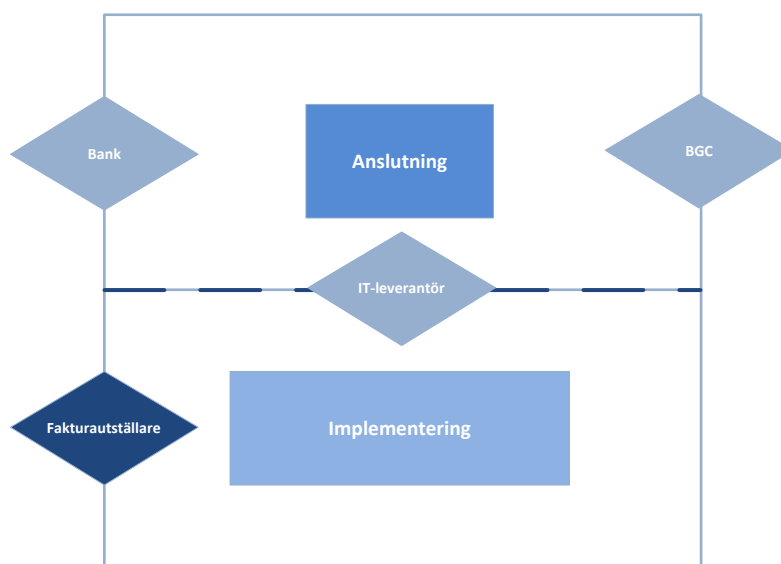 Bank
Anslutning
BGC
IT-leverantör
Fakturautställare
Implementering